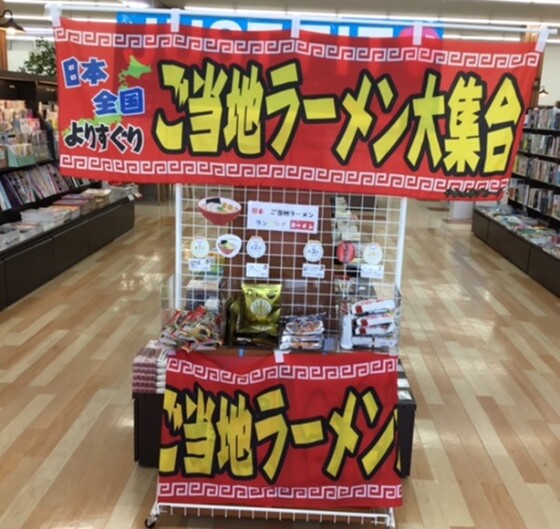 日本
全国
よりすぐり
ご当地ラーメン大集合
日本 ご当地ラーメン
ご当地ラーメン